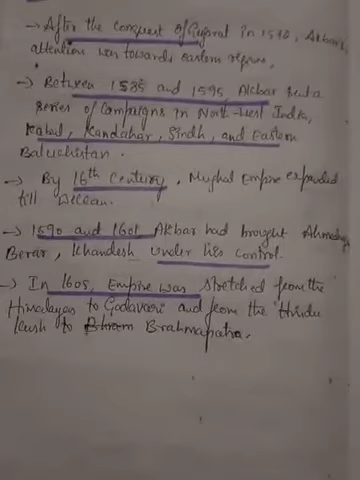 → After the conquest of Gujarat in 1572, Akbar's
attention was towards eastern region.
→ Between 1585 and 1595, Akbar led a
series of Campaigns in North-West India,
Kabul, Kandahar, Sindh, and Eastern
Baluchistan.
→ By 16th Century, Mughal Empire expanded
till Deccan.
→ 1590 and 1601 Akbar had brought Ahmednagar
Berar, Khandesh under his control.
→ In 1605, Empire was stretched from the
Himalayas to Godavari and from the Hindu
Kush to Brahmaputra.